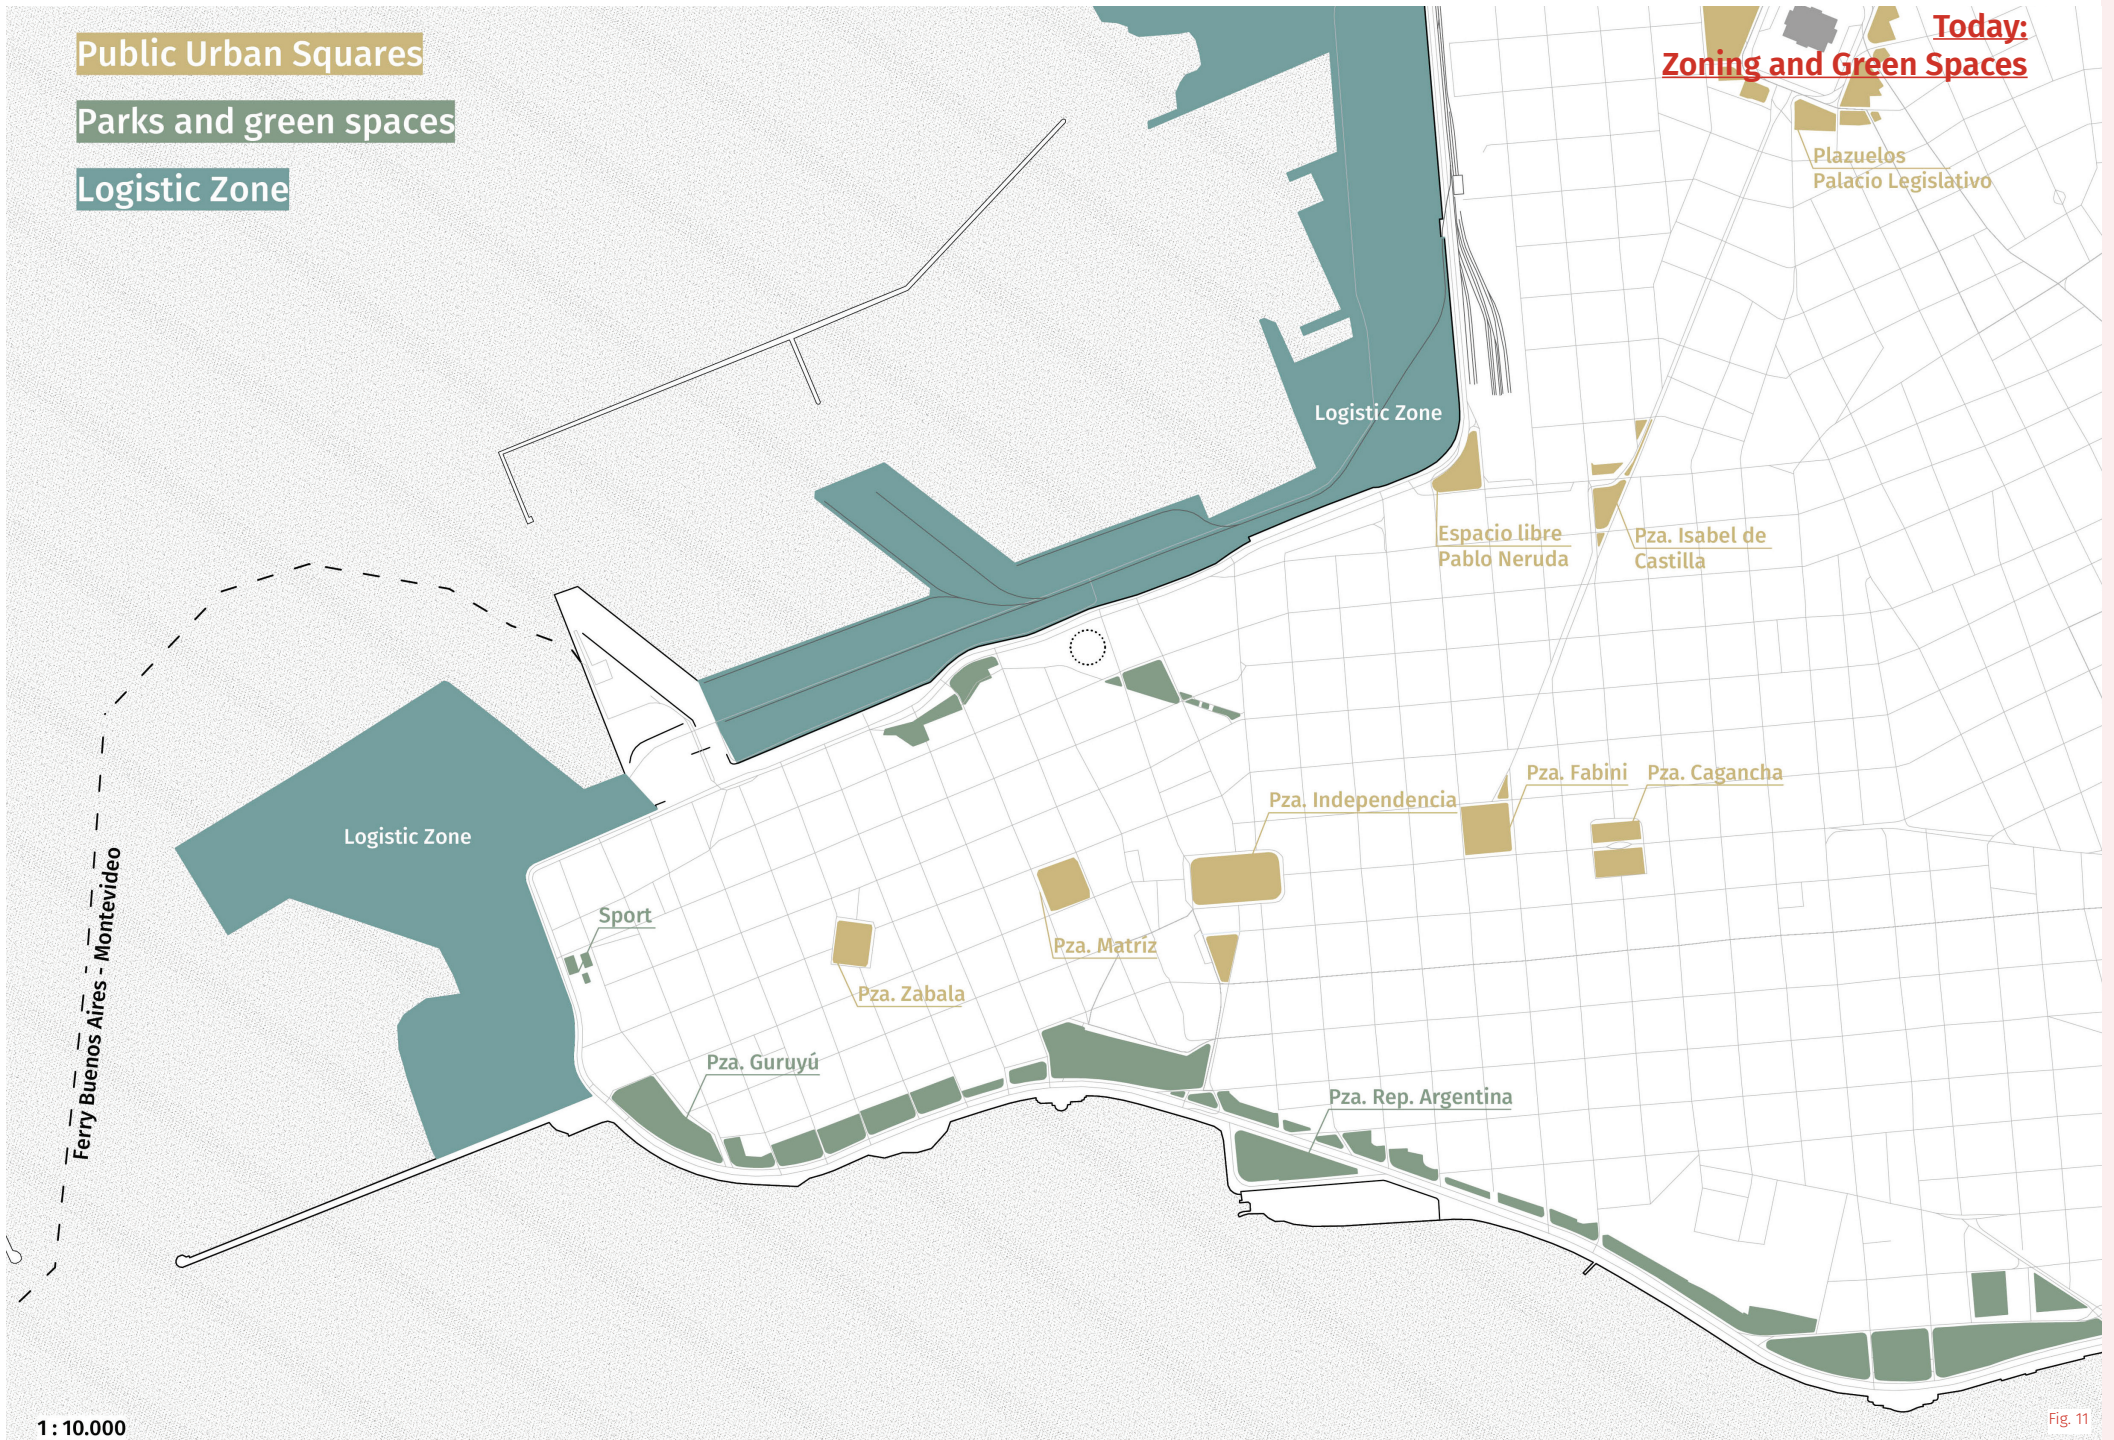 Public Urban Squares
Parks and green spaces
Logistic Zone
Today:
Zoning and Green Spaces
Plazuelos
Palacio Legislativo
Logistic Zone
Espacio libre
Pablo Neruda
Pza. Isabel de
Castilla
Pza. Fabini
Pza. Cagancha
Pza. Independencia
Logistic Zone
Sport
Pza. Matríz
Pza. Zabala
Pza. Guruyú
Pza. Rep. Argentina
Ferry Buenos Aires - Montevideo
1 : 10.000
Fig. 11